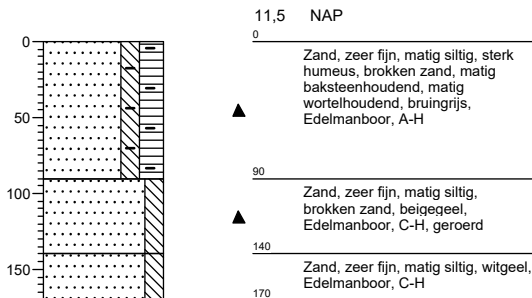 11,5 NAP
0
0
Zand, zeer fijn, matig siltig, sterk
humeus, brokken zand, matig
baksteenhoudend, matig
wortelhoudend, bruingrijs,
Edelmanboor, A-H
50
90
Zand, zeer fijn, matig siltig,
brokken zand, beigegeel,
Edelmanboor, C-H, geroerd
100
140
Zand, zeer fijn, matig siltig, witgeel,
Edelmanboor, C-H
150
170